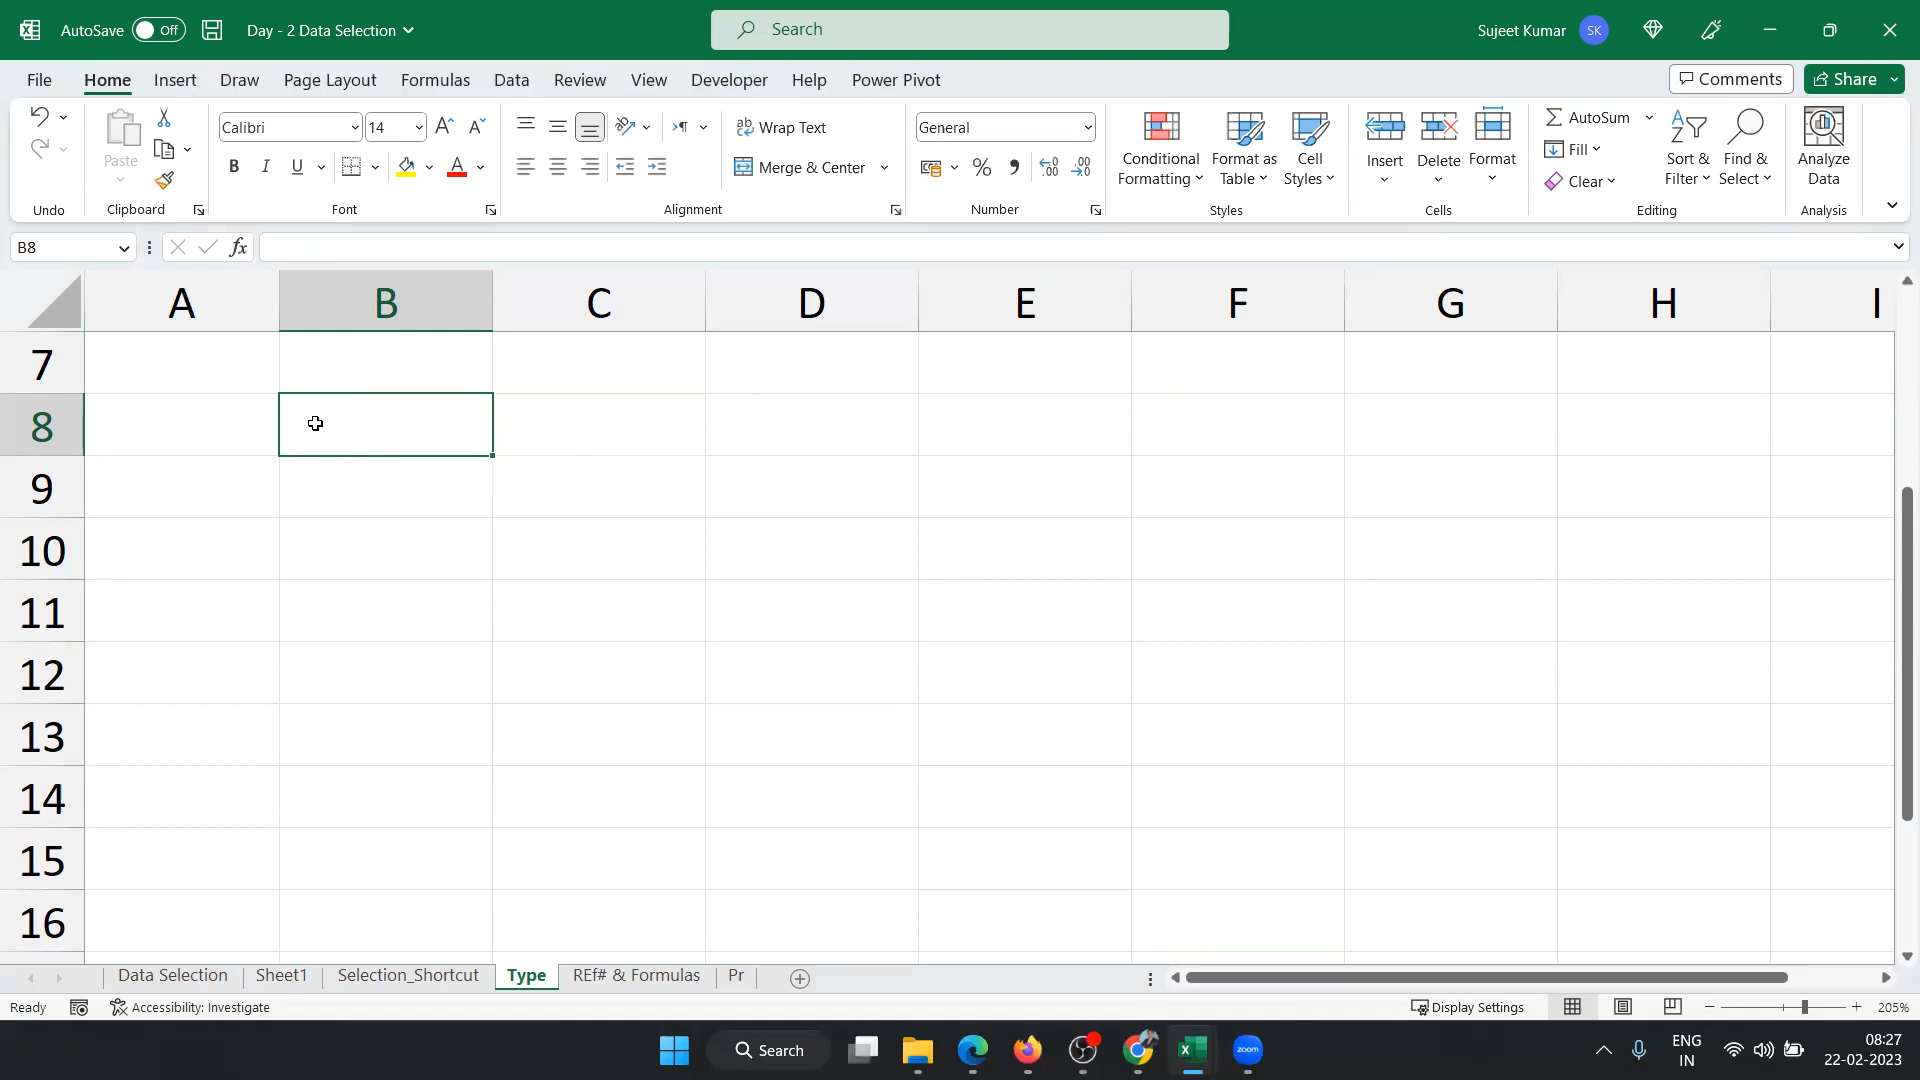 AutoSave Off Day - 2 Data Selection Search Sujeet Kumar SK
File Home Insert Draw Page Layout Formulas Data Review View Developer Help Power Pivot Comments Share
Paste Calibri 14 Wrap Text General Conditional Formatting Format as Table Cell Styles Insert Delete Format AutoSum Sort & Filter Find & Select Analyze Data
B I U A Merge & Center % Fill
Clear
Undo Clipboard Font Alignment Number Styles Cells Editing Analysis
B8 fx
A B C D E F G H I
7
8
9
10
11
12
13
14
15
16
Data Selection Sheet1 Selection_Shortcut Type REf# & Formulas Pr
Ready Accessibility: Investigate Display Settings 205%
Search zoom ENG IN 08:27 22-02-2023